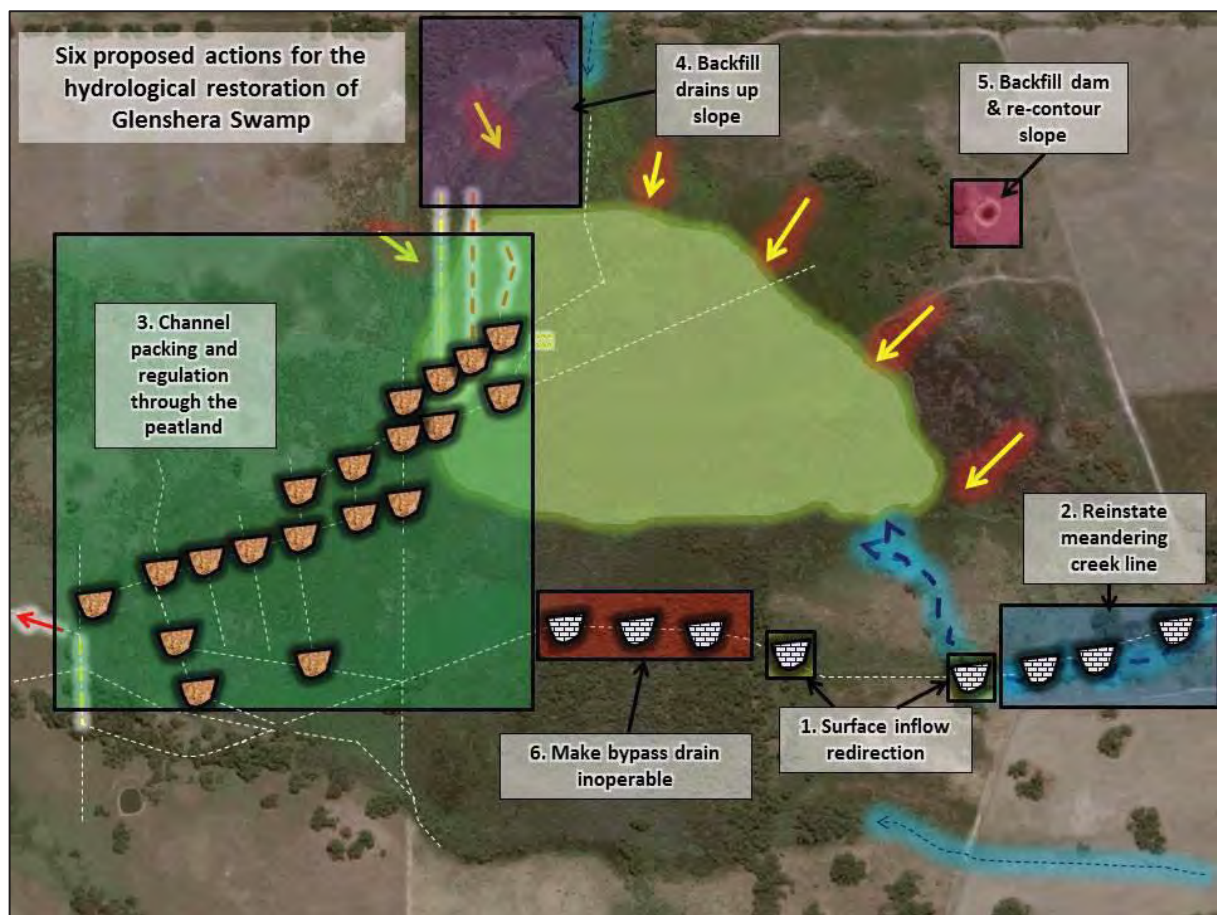 Six proposed actions for the
hydrological restoration of
Glenshera Swamp
4. Backfill
drains up
slope
5. Backfill dam
& re-contour
slope
3. Channel
packing and
regulation
through the
peatland
2. Reinstate
meandering
creek line
1. Surface inflow
redirection
6. Make bypass drain
inoperable